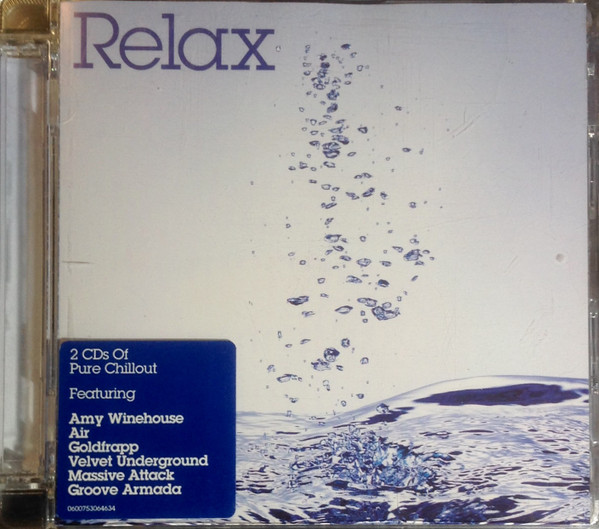 Relax
2 CDs Of
Pure Chillout
Featuring
Amy Winehouse
Air
Goldfrapp
Velvet Underground
Massive Attack
Groove Armada
0600753064634